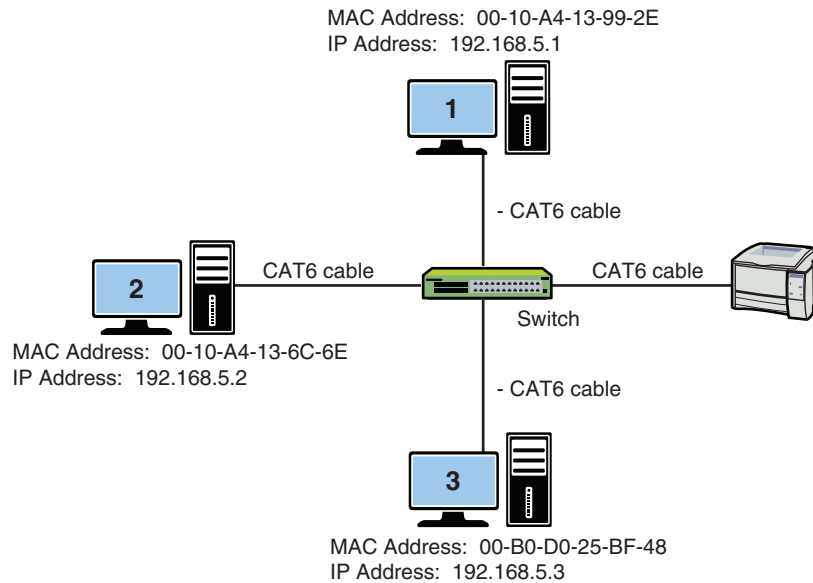 MAC Address: 00-10-A4-13-99-2E
IP Address: 192.168.5.1
1
- CAT6 cable
CAT6 cable
CAT6 cable
2
Switch
MAC Address: 00-10-A4-13-6C-6E
IP Address: 192.168.5.2
- CAT6 cable
3
MAC Address: 00-B0-D0-25-BF-48
IP Address: 192.168.5.3